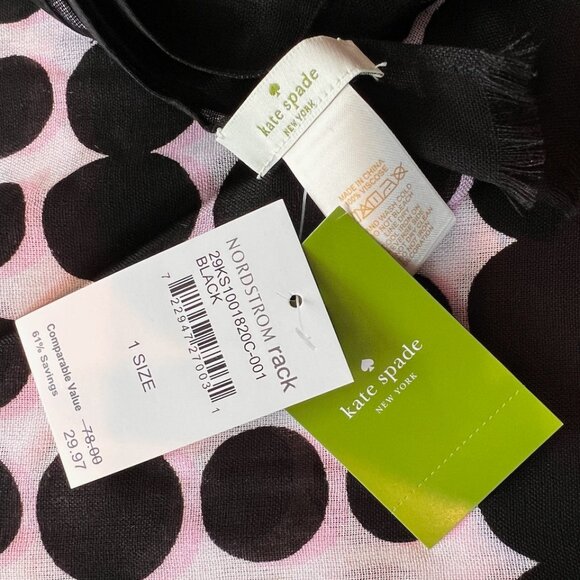 kate spade
NEW YORK
MADE IN CHINA
100% VISCOSE
NORDSTROM rack
29KS1001820C-001
BLACK
7 22947 27003 1
1 SIZE
Comparable Value 78.00
61% Savings 29.97
kate spade
NEW YORK